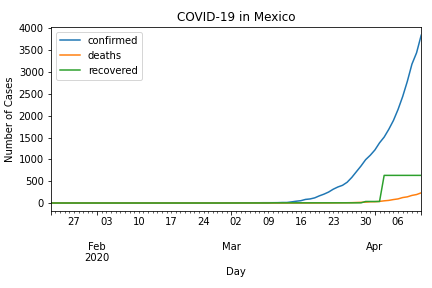 COVID-19 in Mexico
confirmed
deaths
recovered
Number of Cases
4000
3500
3000
2500
2000
1500
1000
500
0
27 03 10 17 24 02 09 16 23 30 06
Feb Mar Apr
2020
Day